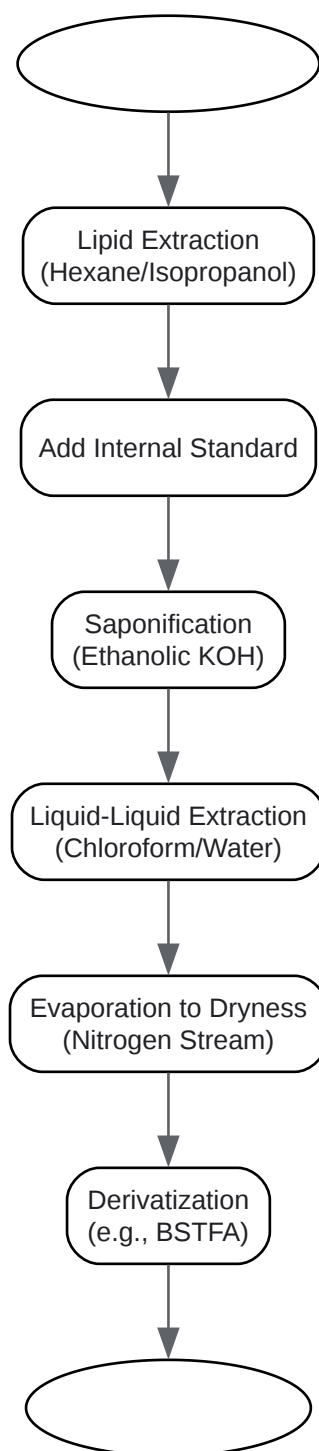 Lipid Extraction
(Hexane/Isopropanol)
Add Internal Standard
Saponification
(Ethanolic KOH)
Liquid-Liquid Extraction
(Chloroform/Water)
Evaporation to Dryness
(Nitrogen Stream)
Derivatization
(e.g., BSTFA)